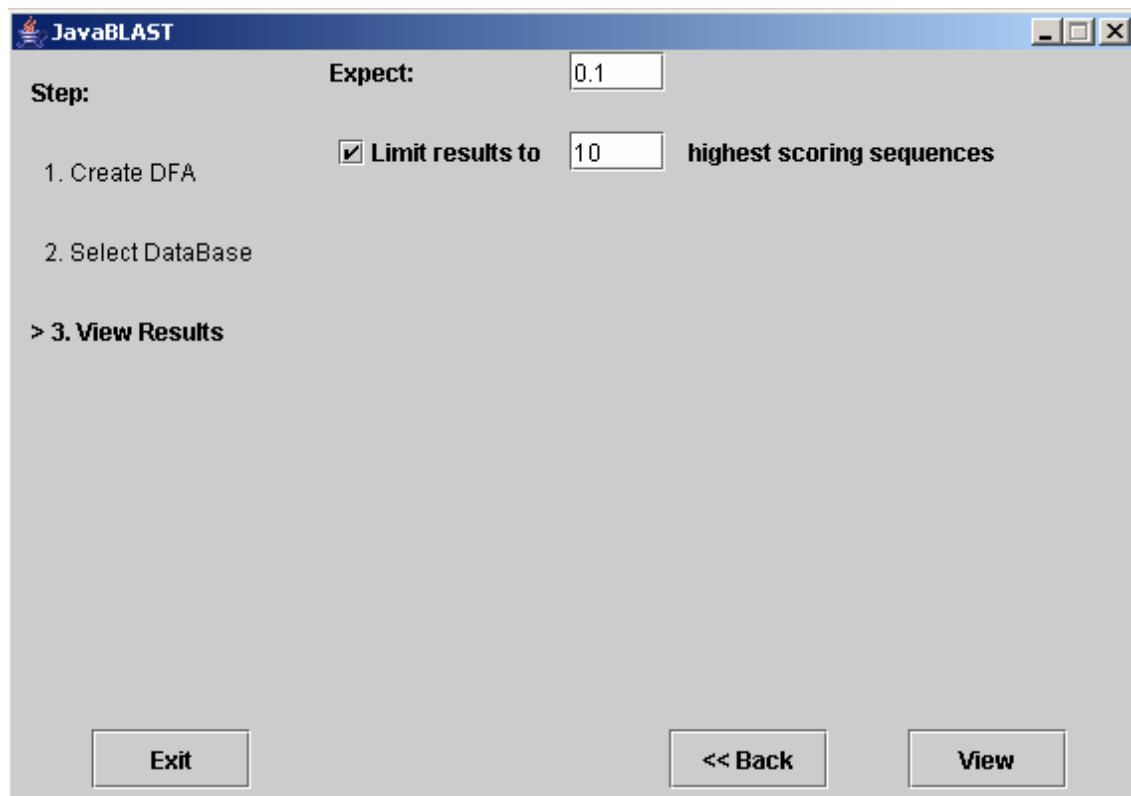 JavaBLAST
Step:
Expect: 0.1
Limit results to 10 highest scoring sequences
1. Create DFA
2. Select DataBase
> 3. View Results
Exit << Back View